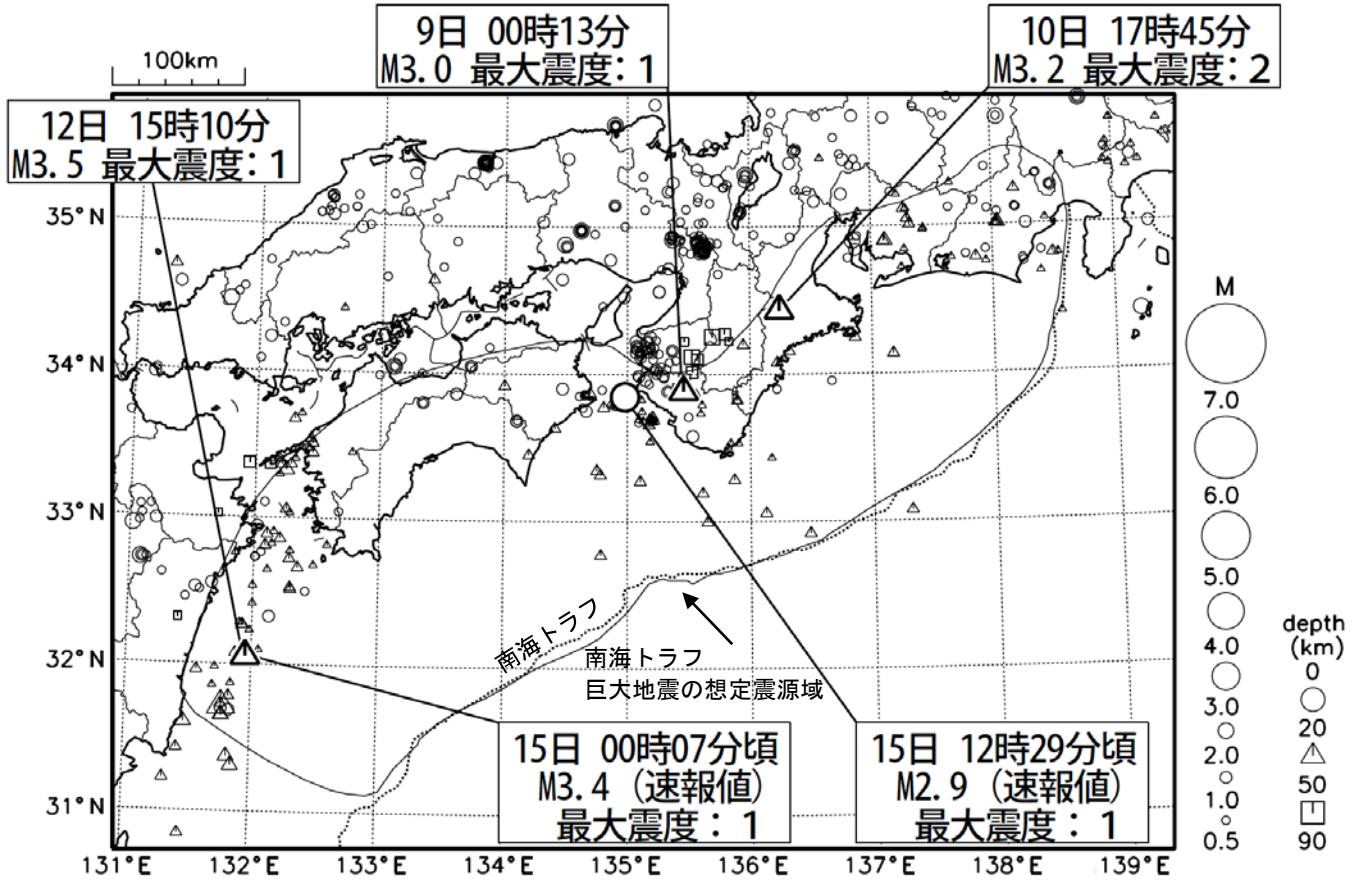 9日 00時13分
M3.0 最大震度：1
10日 17時45分
M3.2 最大震度：2
100km
12日 15時10分
M3.5 最大震度：1
35°N
34°N
33°N
32°N
31°N
南海トラフ
南海トラフ
巨大地震の想定震源域
15日 00時07分頃
M3.4（速報値）
最大震度：1
15日 12時29分頃
M2.9（速報値）
最大震度：1
131°E
132°E
133°E
134°E
135°E
136°E
137°E
138°E
139°E
M
7.0
6.0
5.0
4.0
3.0
2.0
1.0
0.5
depth
(km)
0
20
50
90